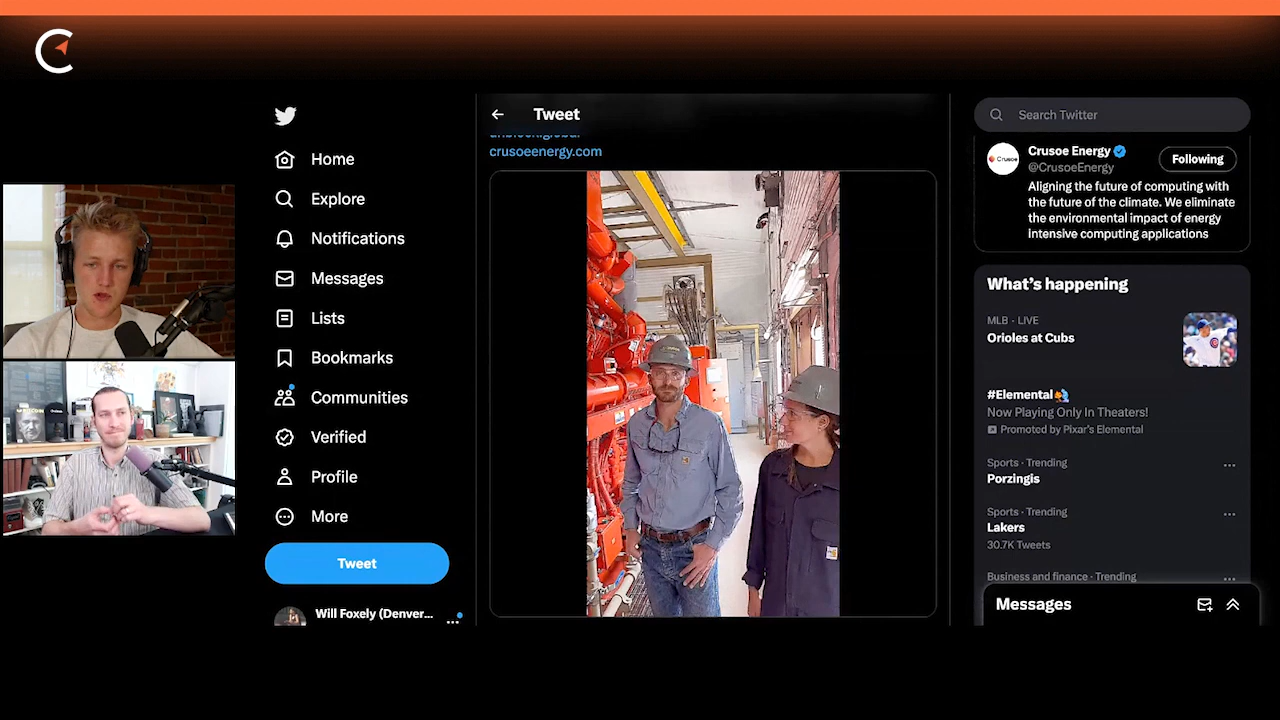 Home
Explore
Notifications
Messages
Lists
Bookmarks
Communities
Verified
Profile
More
Tweet
Will Foxely (Denver...
Tweet
unblock.global
crusoeenergy.com
Search Twitter
Crusoe
Crusoe Energy
@CrusoeEnergy
Following
Aligning the future of computing with
the future of the climate. We eliminate
the environmental impact of energy
intensive computing applications
What's happening
MLB · LIVE
Orioles at Cubs
#Elemental
Now Playing Only In Theaters!
Promoted by Pixar's Elemental
Sports · Trending
Porzingis
Sports · Trending
Lakers
30.7K Tweets
Business and finance · Trending
Messages